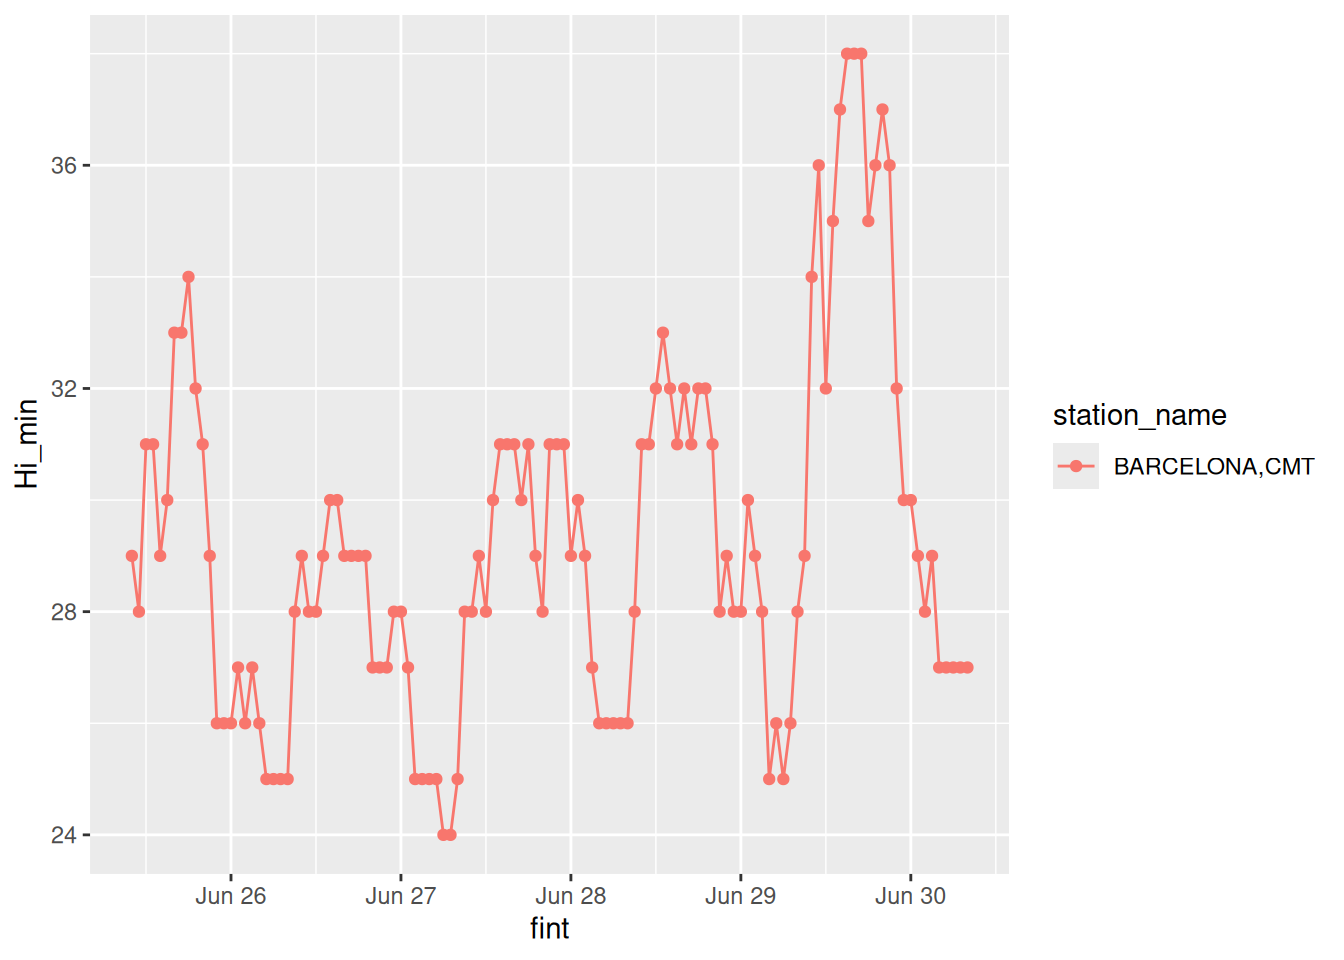 Hi_min
36
32
28
24
Jun 26
Jun 27
Jun 28
Jun 29
Jun 30
fint
station_name
BARCELONA,CMT